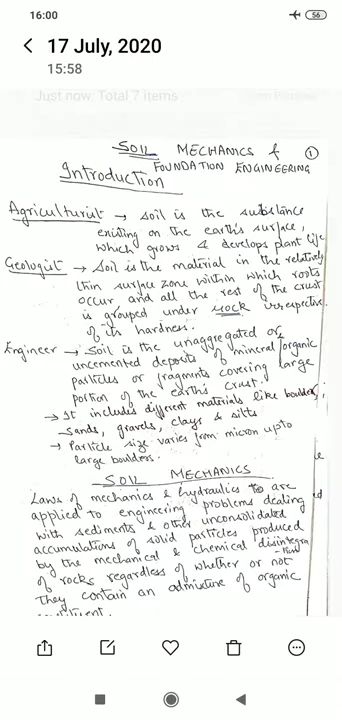 16:00
56
17 July, 2020
15:58
Just now. Total 7 items
SOIL MECHANICS & ①
FOUNDATION ENGINEERING
Introduction
Agriculturist → Soil is the substance
existing on the earth's surface,
which grows & develops plant life
Geologist → Soil is the material in the relatively
thin surface zone within which roots
occur, and all the rest of the crust
is grouped under rock irrespective
of its hardness.
Engineer → Soil is the unaggregated or
uncemented deposits of mineral/organic
particles or fragments covering large
portion of the earth's crust.
→ It includes different materials like boulders,
Sands, gravels, clays & silts
→ Particle size varies from micron upto
large boulders.
SOIL MECHANICS
Laws of mechanics & hydraulics to are
applied to engineering problems dealing
with sediments & other unconsolidated
accumulations of solid particles produced
by the mechanical & chemical disintegra
-tion
of rocks regardless of whether or not
They contain an admixture of organic